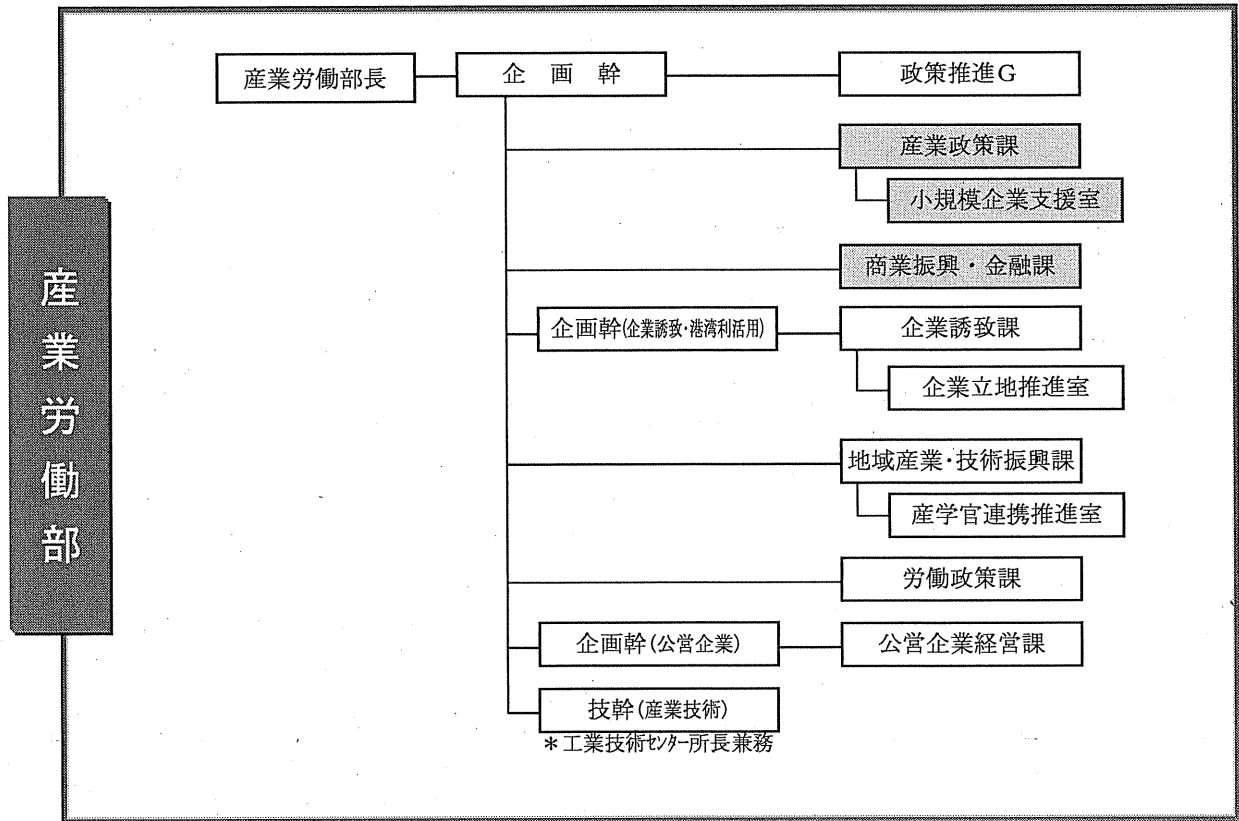 産業労働部
産業労働部長
企画幹
政策推進G
産業政策課
小規模企業支援室
商業振興・金融課
企画幹(企業誘致・港湾利活用)
企業誘致課
企業立地推進室
地域産業・技術振興課
産学官連携推進室
労働政策課
企画幹(公営企業)
公営企業経営課
技幹(産業技術)
*工業技術センター所長兼務